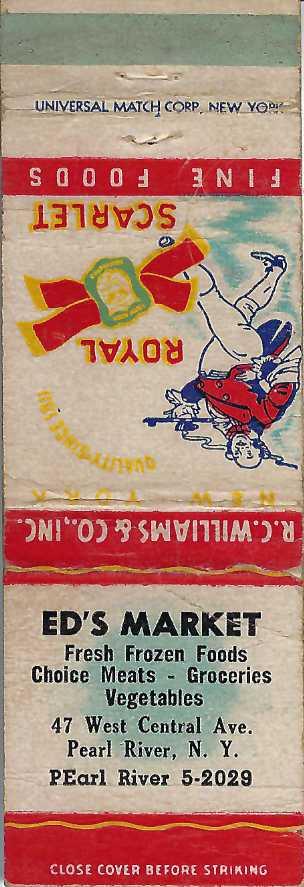 UNIVERSAL MATCH CORP., NEW YORK
R.C. WILLIAMS & CO., INC.
NEW YORK
QUALITY SINCE 1811
ROYAL
SCARLET
FINE FOODS
ED'S MARKET
Fresh Frozen Foods
Choice Meats - Groceries
Vegetables
47 West Central Ave.
Pearl River, N. Y.
PEarl River 5-2029
CLOSE COVER BEFORE STRIKING